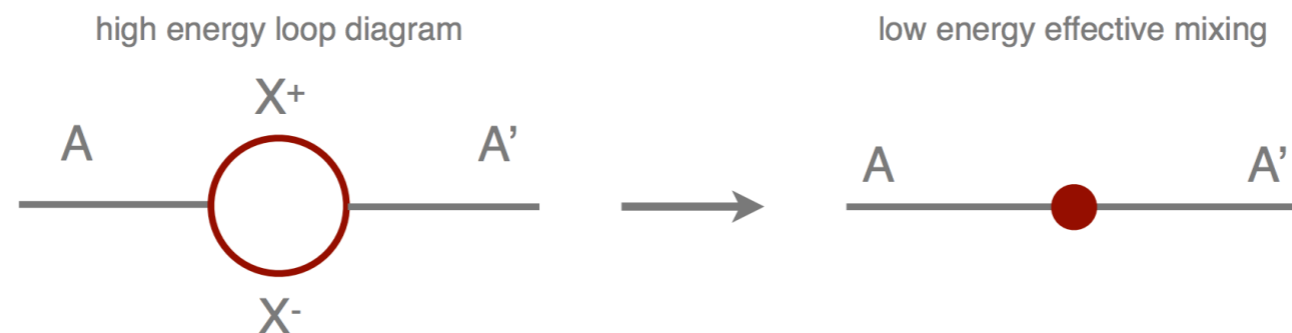 high energy loop diagram
low energy effective mixing
X+
A
A'
X-
A
A'